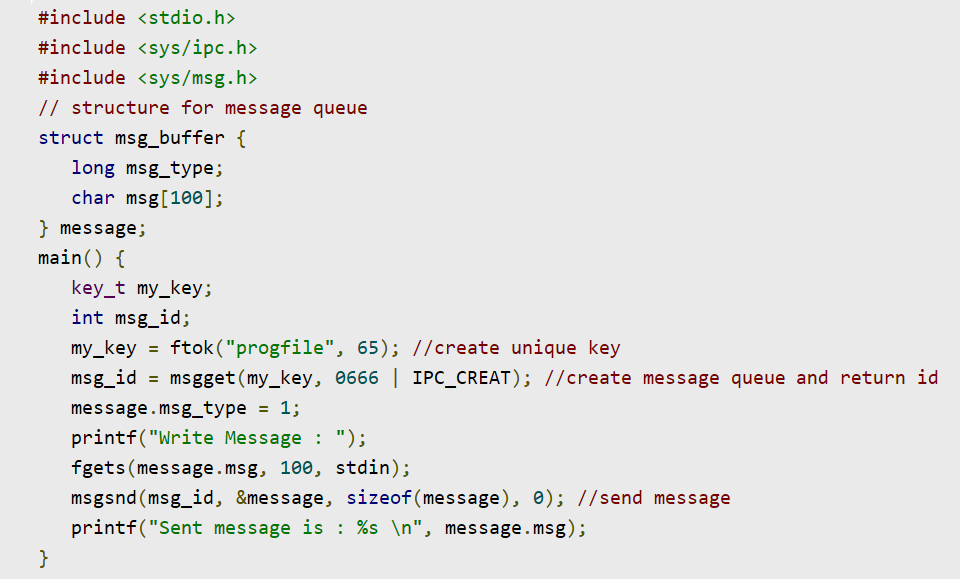 #include <stdio.h>
#include <sys/ipc.h>
#include <sys/msg.h>
// structure for message queue
struct msg_buffer {
   long msg_type;
   char msg[100];
} message;
main() {
   key_t my_key;
   int msg_id;
   my_key = ftok("progfile", 65); //create unique key
   msg_id = msgget(my_key, 0666 | IPC_CREAT); //create message queue and return id
   message.msg_type = 1;
   printf("Write Message : ");
   fgets(message.msg, 100, stdin);
   msgsnd(msg_id, &message, sizeof(message), 0); //send message
   printf("Sent message is : %s \n", message.msg);
}